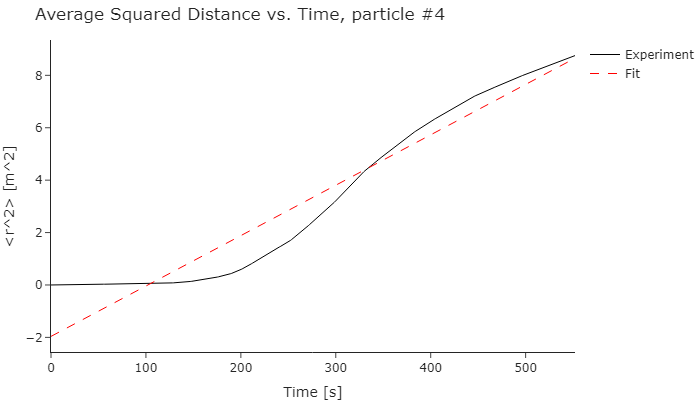 Average Squared Distance vs. Time, particle #4
Experiment
Fit
<r^2> [m^2]
8
6
4
2
0
−2
0 100 200 300 400 500
Time [s]